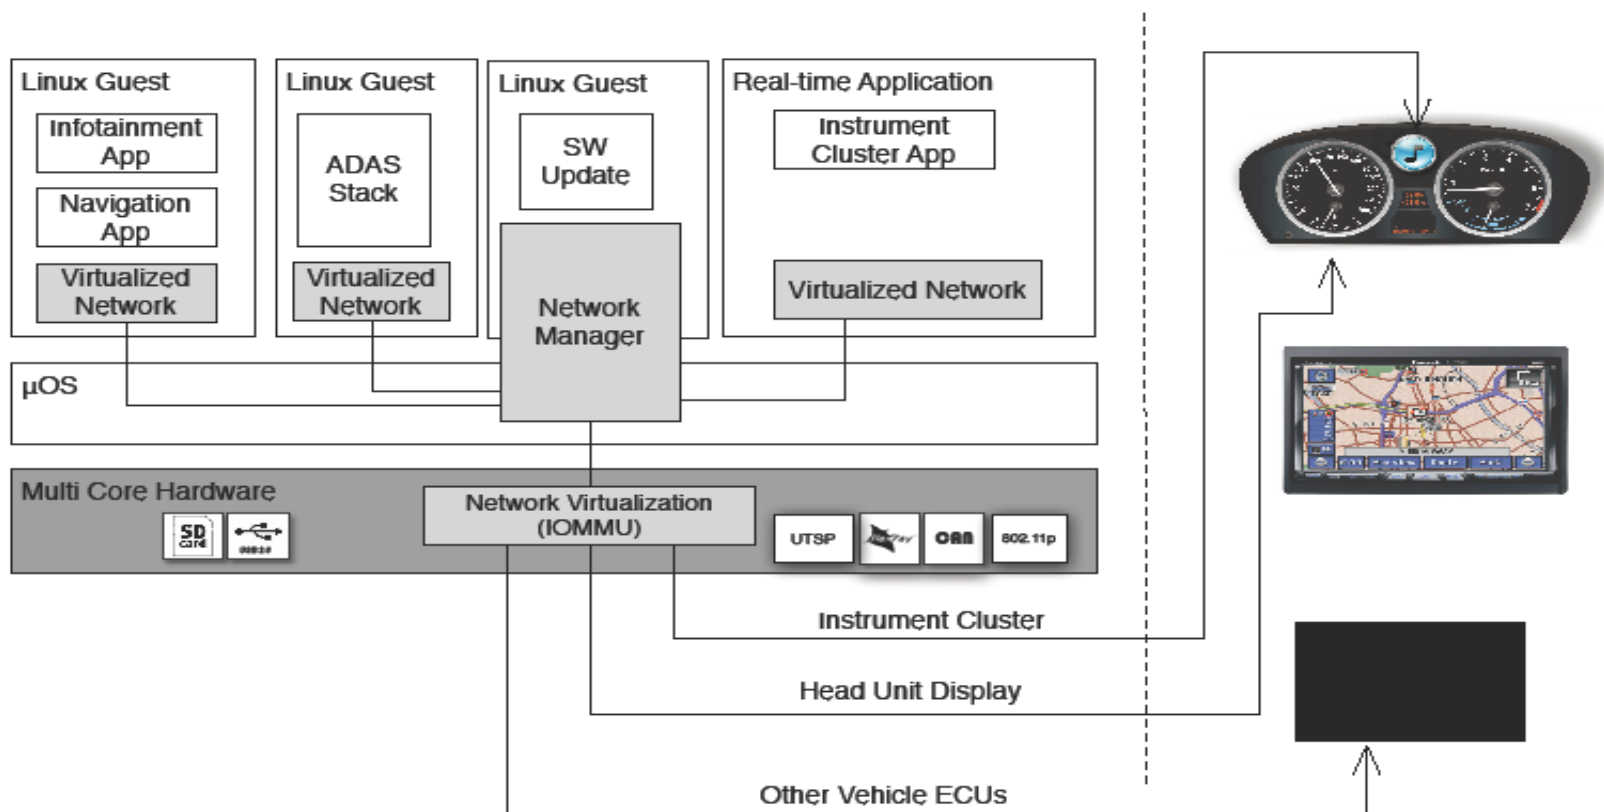 Linux Guest
Infotainment
App
Navigation
App
Virtualized
Network
Linux Guest
ADAS
Stack
Virtualized
Network
Linux Guest
SW
Update
Network
Manager
Real-time Application
Instrument
Cluster App
Virtualized Network
µOS
Multi Core Hardware
SD
card
Network Virtualization
(IOMMU)
UTSP
CAN
802.11p
Instrument Cluster
Head Unit Display
Other Vehicle ECUs